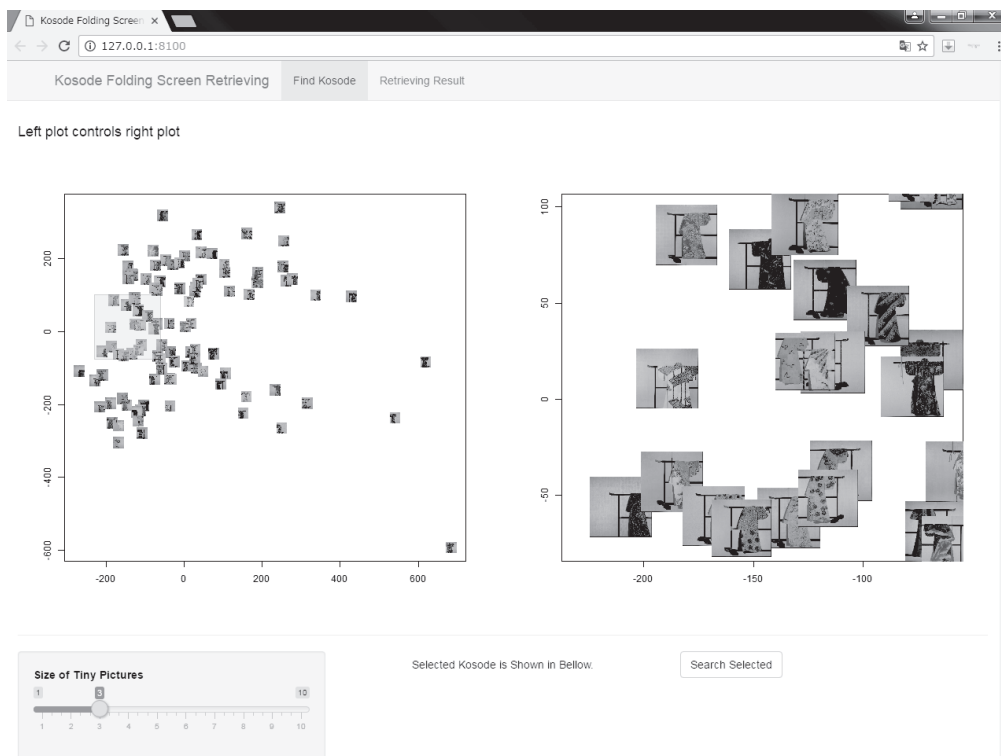 Kosode Folding Screen ×
127.0.0.1:8100
Kosode Folding Screen Retrieving Find Kosode Retrieving Result
Left plot controls right plot
200
0
-200
-400
-600
-200 0 200 400 600
100
50
0
-50
-200 -150 -100
Size of Tiny Pictures
1 3 10
1 2 3 4 5 6 7 8 9 10
Selected Kosode is Shown in Bellow.
Search Selected